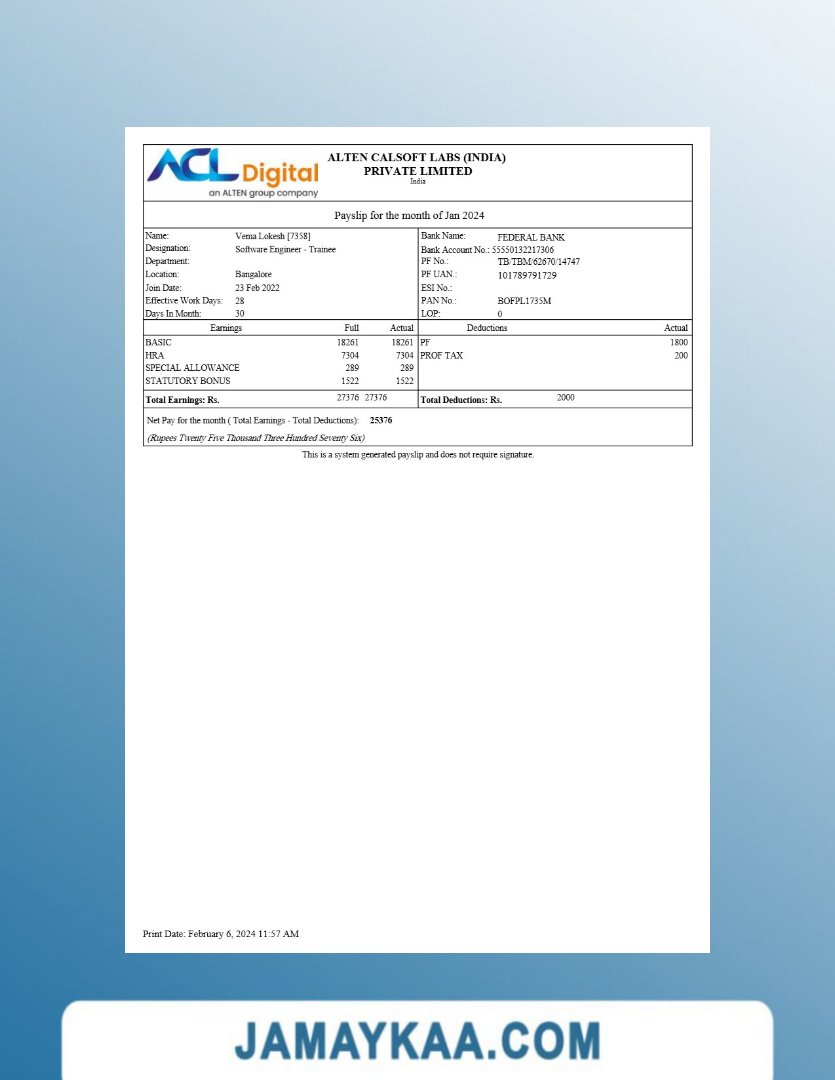 ACL Digital
an ALTEN group company
ALTEN CALSOFT LABS (INDIA)
PRIVATE LIMITED
India
Payslip for the month of Jan 2024
Name: Vema Lokesh [7358] Bank Name: FEDERAL BANK
Designation: Software Engineer - Trainee Bank Account No.: 55550132217306
Department: PF No.: TB/TBM/62670/14747
Location: Bangalore PF UAN.: 101789791729
Join Date: 23 Feb 2022 ESI No.:
Effective Work Days: 28 PAN No.: BOFPL1735M
Days In Month: 30 LOP: 0
Earnings Full Actual Deductions Actual
BASIC 18261 18261 PF 1800
HRA 7304 7304 PROF TAX 200
SPECIAL ALLOWANCE 289 289
STATUTORY BONUS 1522 1522
Total Earnings: Rs. 27376 27376 Total Deductions: Rs. 2000
Net Pay for the month ( Total Earnings - Total Deductions): 25376
(Rupees Twenty Five Thousand Three Hundred Seventy Six)
This is a system generated payslip and does not require signature.
Print Date: February 6, 2024 11:57 AM
JAMAYKAA.COM